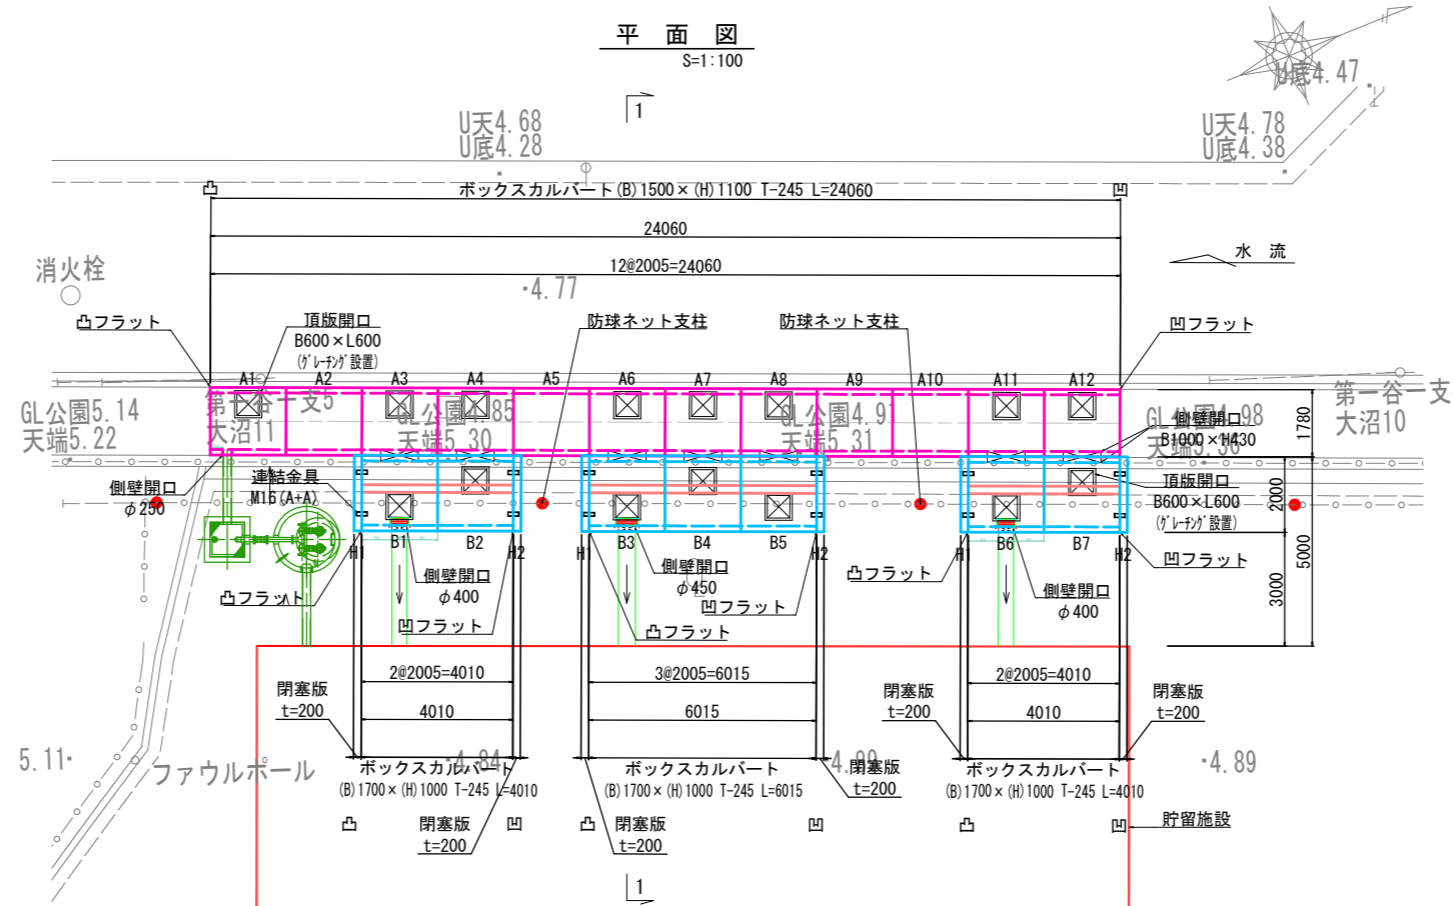 平面図
S=1:100
1
U底4.47
U天4.68
U底4.28
U天4.78
U底4.38
凸
ボックスカルバート(B)1500×(H)1100 T-245 L=24060
凹
24060
水 流
12@2005=24060
消火栓
・4.77
凸フラット
頂版開口
B600×L600
(グレーチング設置)
防球ネット支柱
防球ネット支柱
凹フラット
A1 A2 A3 A4 A5 A6 A7 A8 A9 A10 A11 A12
GL公園5.14
天端5.22
第一谷一支5
大沼11
GL公園4.85
天端5.30
GL公園4.91
天端5.31
GL公園4.98
天端5.36
第一谷一支
大沼10
側壁開口
B1000×H430
1780
側壁開口
φ250
連結金具
M16(A+A)
頂版開口
B600×L600
(グレーチング設置)
2000
5000
3000
H1 B1 B2 H2 H1 B3 B4 B5 H2 H1 B6 B7 H2
凸フラット
側壁開口
φ400
凹フラット
側壁開口
φ450
凸フラット
凹フラット
凸フラット
側壁開口
φ400
凹フラット
2@2005=4010
3@2005=6015
2@2005=4010
閉塞版
t=200
4010
6015
閉塞版
t=200
4010
閉塞版
t=200
5.11・
ファウルポール
・4.84
・4.89
ボックスカルバート
(B)1700×(H)1000 T-245 L=4010
ボックスカルバート
(B)1700×(H)1000 T-245 L=6015
閉塞版
t=200
ボックスカルバート
(B)1700×(H)1000 T-245 L=4010
凸
閉塞版
t=200
凹
凸
閉塞版
t=200
凹
凸
凹
貯留施設
1